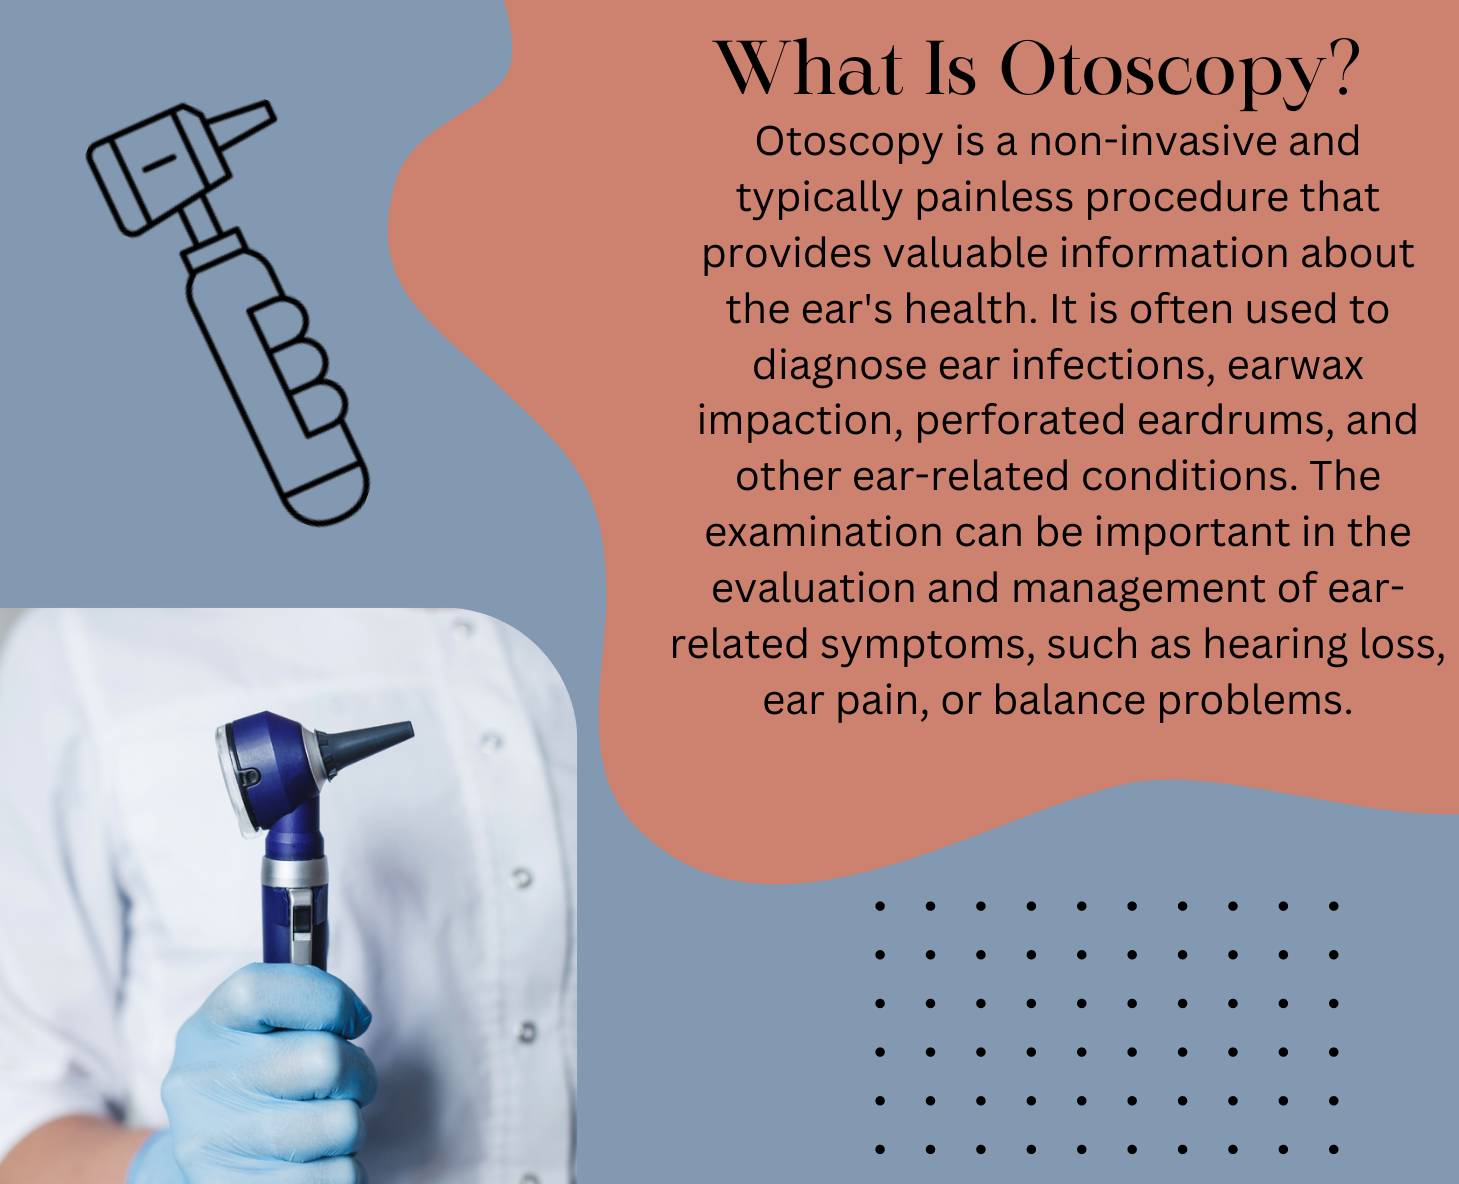 What Is Otoscopy?
Otoscopy is a non-invasive and
typically painless procedure that
provides valuable information about
the ear's health. It is often used to
diagnose ear infections, earwax
impaction, perforated eardrums, and
other ear-related conditions. The
examination can be important in the
evaluation and management of ear-
related symptoms, such as hearing loss,
ear pain, or balance problems.